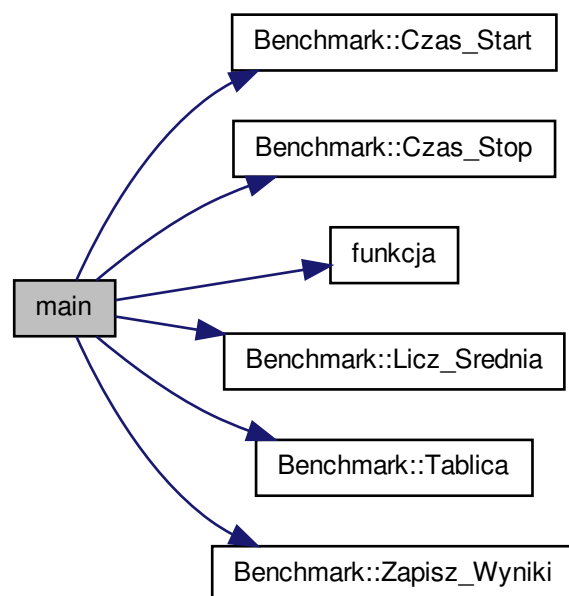 Benchmark::Czas_Start
Benchmark::Czas_Stop
funkcja
main
Benchmark::Licz_Srednia
Benchmark::Tablica
Benchmark::Zapisz_Wyniki